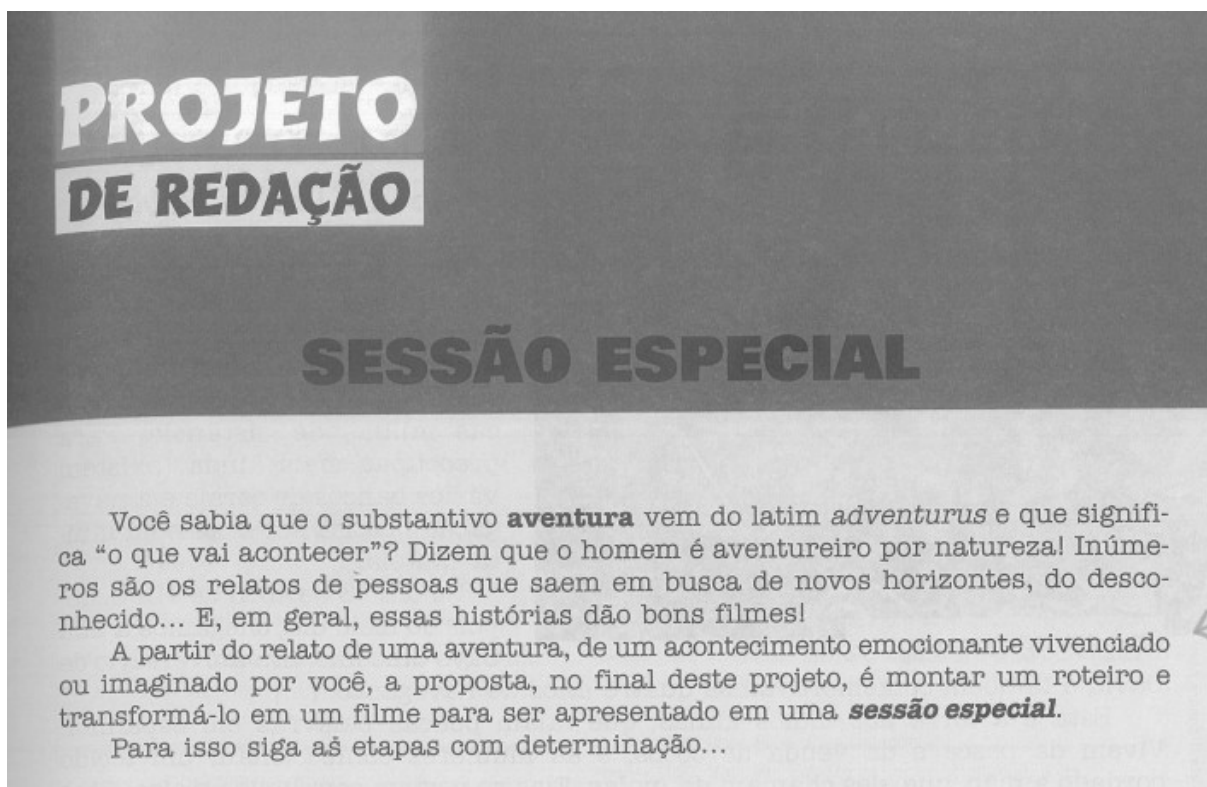 PROJETO
DE REDAÇÃO
SESSÃO ESPECIAL
Você sabia que o substantivo aventura vem do latim adventurus e que signifi-
ca “o que vai acontecer”? Dizem que o homem é aventureiro por natureza! Inúme-
ros são os relatos de pessoas que saem em busca de novos horizontes, do desco-
nhecido... E, em geral, essas histórias dão bons filmes!
A partir do relato de uma aventura, de um acontecimento emocionante vivenciado
ou imaginado por você, a proposta, no final deste projeto, é montar um roteiro e
transformá-lo em um filme para ser apresentado em uma sessão especial.
Para isso siga as etapas com determinação...